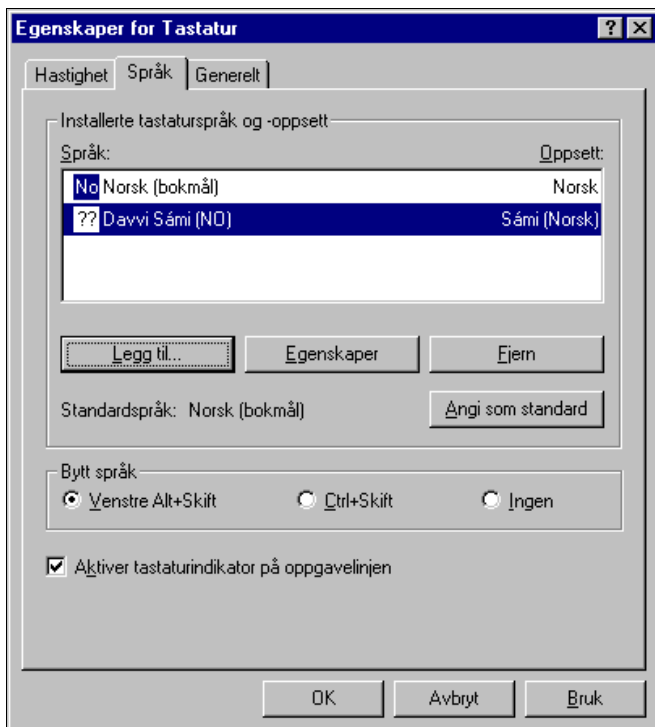 Egenskaper for Tastatur
Hastighet Språk Generelt
Installerte tastaturspråk og -oppsett
Språk: Oppsett:
No Norsk (bokmål) Norsk
?? Davvi Sámi (NO) Sámi (Norsk)
Legg til... Egenskaper Fjern
Standardspråk: Norsk (bokmål) Angi som standard
Bytt språk
Venstre Alt+Skift Ctrl+Skift Ingen
Aktiver tastaturindikator på oppgavelinjen
OK Avbryt Bruk